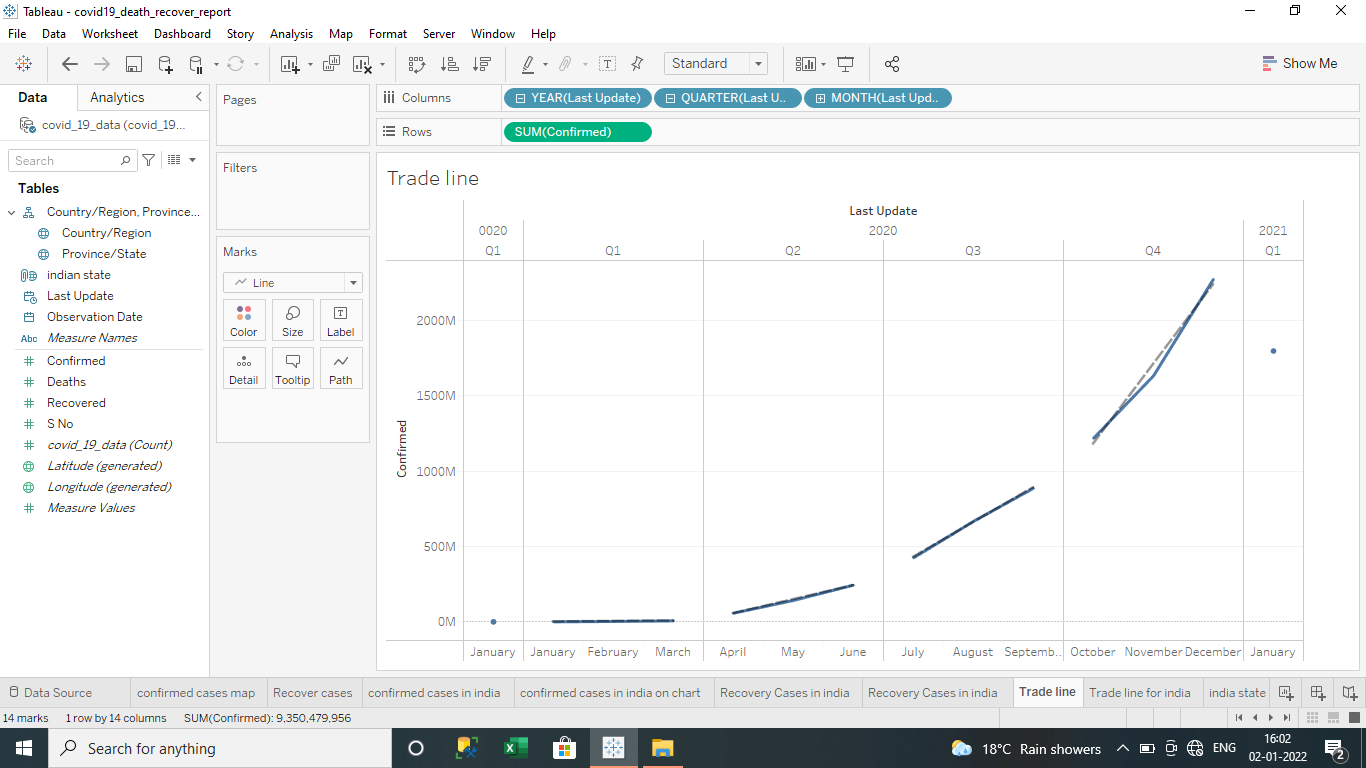 Tableau - covid19_death_recover_report
File Data Worksheet Dashboard Story Analysis Map Format Server Window Help
Standard
Show Me
Data Analytics
covid_19_data (covid_19...
Search
Tables
Country/Region, Province...
Country/Region
Province/State
indian state
Last Update
Observation Date
Abc Measure Names
Confirmed
Deaths
Recovered
S No
covid_19_data (Count)
Latitude (generated)
Longitude (generated)
Measure Values
Pages
Filters
Marks
Line
Color Size Label
Detail Tooltip Path
Columns YEAR(Last Update) QUARTER(Last U.. MONTH(Last Upd..
Rows SUM(Confirmed)
Trade line
Last Update
0020 2020 2021
Q1 Q1 Q2 Q3 Q4 Q1
2000M
1500M
1000M
500M
0M
Confirmed
January January February March April May June July August Septemb.. October November December January
Data Source confirmed cases map Recover cases confirmed cases in india confirmed cases in india on chart Recovery Cases in india Recovery Cases in india Trade line Trade line for india india state
14 marks 1 row by 14 columns SUM(Confirmed): 9,350,479,956
Search for anything
18°C Rain showers ENG 16:02
02-01-2022 2